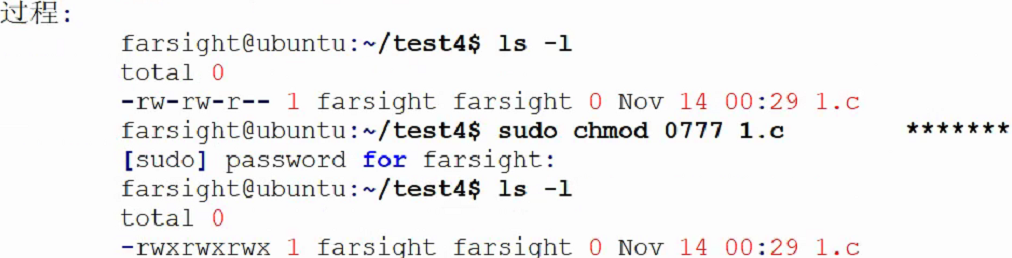 过程:
farsight@ubuntu:~/test4$ ls -l
total 0
-rw-rw-r-- 1 farsight farsight 0 Nov 14 00:29 1.c
farsight@ubuntu:~/test4$ sudo chmod 0777 1.c *******
[sudo] password for farsight:
farsight@ubuntu:~/test4$ ls -l
total 0
-rwxrwxrwx 1 farsight farsight 0 Nov 14 00:29 1.c